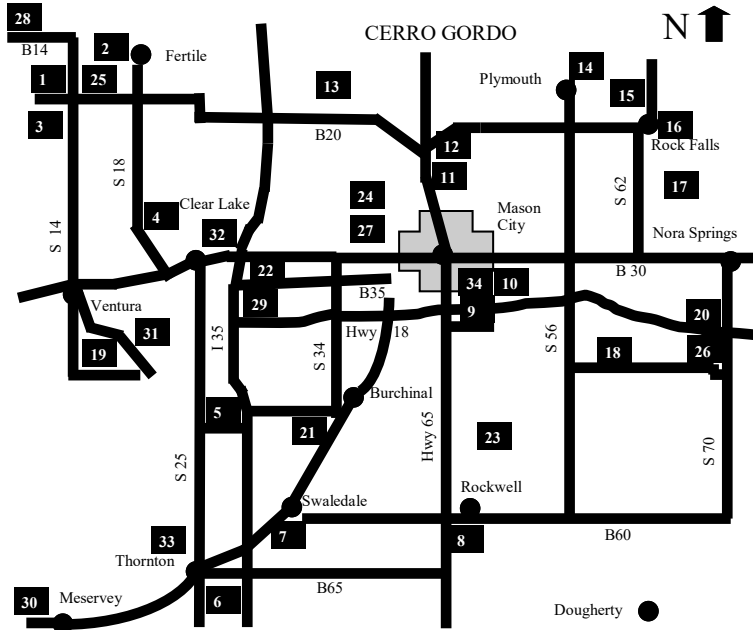 28
CERRO GORDO
N
B14
2
Fertile
14
1
25
13
Plymouth
15
3
B20
12
16
Rock Falls
S 18
11
S 62
17
24
Clear Lake
Mason
City
4
32
27
Nora Springs
S 14
22
34
10
B 30
B35
Ventura
29
9
20
31
I 35
Hwy 18
S 56
19
S 34
18
26
Burchinal
5
21
Hwy 65
23
S 70
S 25
Swaledale
Rockwell
33
7
8
B60
Thornton
30
Meservey
6
B65
Dougherty